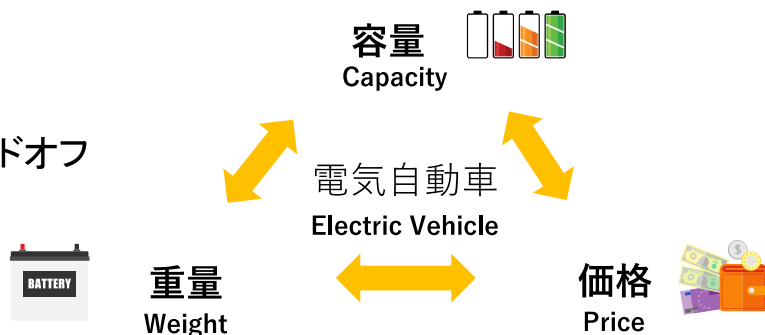 容量
Capacity
ドオフ
電気自動車
Electric Vehicle
BATTERY
重量
Weight
価格
Price